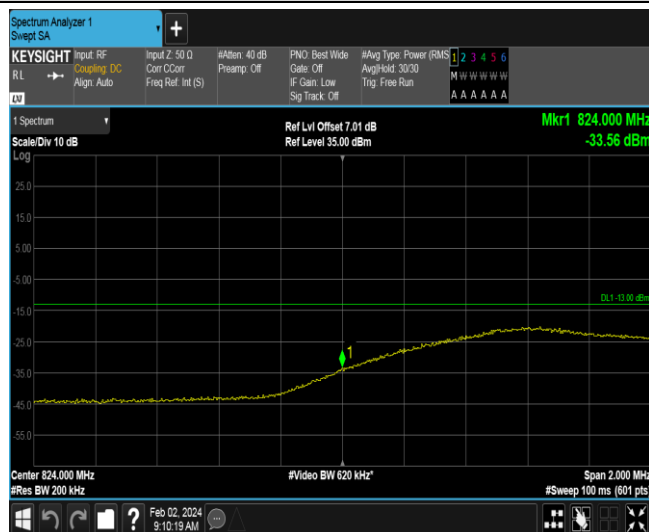 Spectrum Analyzer 1
Swept SA
+
KEYSIGHT Input: RF Input Z: 50 Ω #Atten: 40 dB PNO: Best Wide #Avg Type: Power (RMS 1 2 3 4 5 6
RL Coupling: DC Corr CCorr Preamp: Off Gate: Off Avg|Hold: 30/30 M W W W W W
Align: Auto Freq Ref: Int (S) IF Gain: Low Trig: Free Run
LXI Sig Track: Off A A A A A A
1 Spectrum Ref Lvl Offset 7.01 dB Mkr1 824.000 MHz
Scale/Div 10 dB Ref Level 35.00 dBm -33.56 dBm
Log
25.0
15.0
5.00
-5.00
DL1 -13.00 dBm
-15.0
-25.0
1
-35.0
-45.0
-55.0
Center 824.000 MHz #Video BW 620 kHz* Span 2.000 MHz
#Res BW 200 kHz #Sweep 100 ms (601 pts)
? Feb 02, 2024
9:10:19 AM